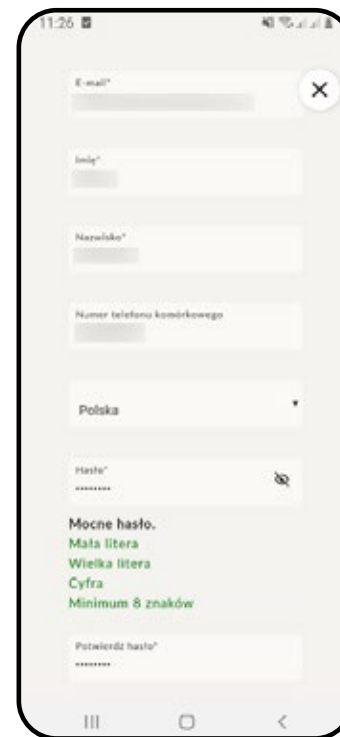 11:26
E-mail*
Imię*
Nazwisko*
Numer telefonu komórkowego
Polska
Hasło*
••••••••
Mocne hasło.
Mała litera
Wielka litera
Cyfra
Minimum 8 znaków
Potwierdź hasło*
••••••••